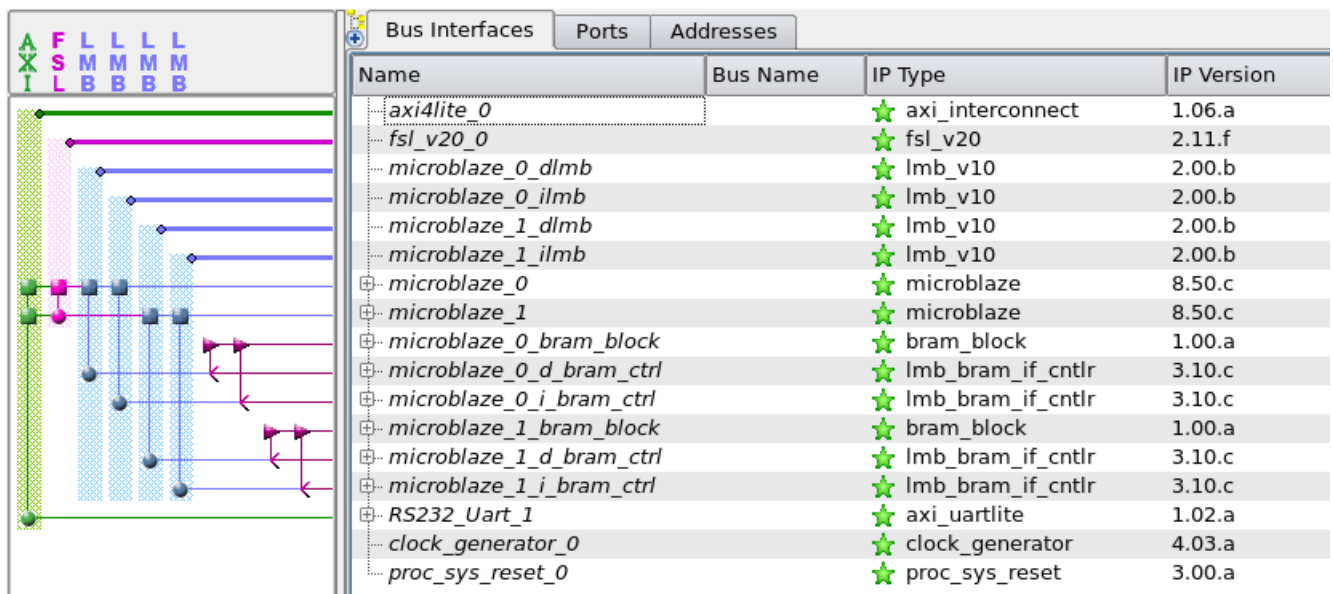 A F L L L L
X S M M M M
I L B B B B
Bus Interfaces Ports Addresses
Name Bus Name IP Type IP Version
axi4lite_0 axi_interconnect 1.06.a
fsl_v20_0 fsl_v20 2.11.f
microblaze_0_dlmb lmb_v10 2.00.b
microblaze_0_ilmb lmb_v10 2.00.b
microblaze_1_dlmb lmb_v10 2.00.b
microblaze_1_ilmb lmb_v10 2.00.b
microblaze_0 microblaze 8.50.c
microblaze_1 microblaze 8.50.c
microblaze_0_bram_block bram_block 1.00.a
microblaze_0_d_bram_ctrl lmb_bram_if_cntlr 3.10.c
microblaze_0_i_bram_ctrl lmb_bram_if_cntlr 3.10.c
microblaze_1_bram_block bram_block 1.00.a
microblaze_1_d_bram_ctrl lmb_bram_if_cntlr 3.10.c
microblaze_1_i_bram_ctrl lmb_bram_if_cntlr 3.10.c
RS232_Uart_1 axi_uartlite 1.02.a
clock_generator_0 clock_generator 4.03.a
proc_sys_reset_0 proc_sys_reset 3.00.a